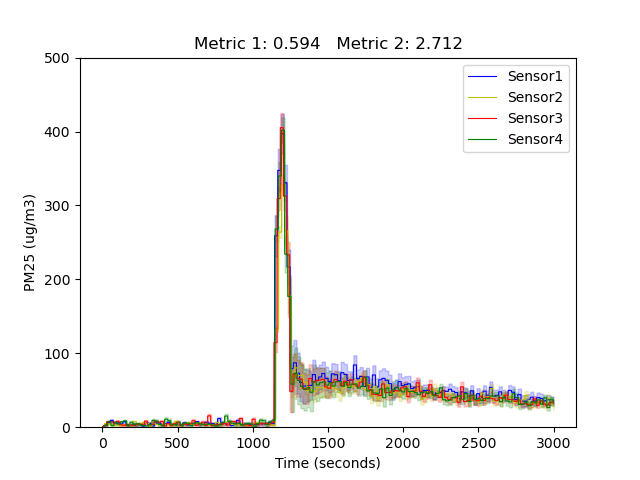 Metric 1: 0.594   Metric 2: 2.712
500
400
300
200
100
0
PM25 (ug/m3)
Sensor1
Sensor2
Sensor3
Sensor4
0 500 1000 1500 2000 2500 3000
Time (seconds)